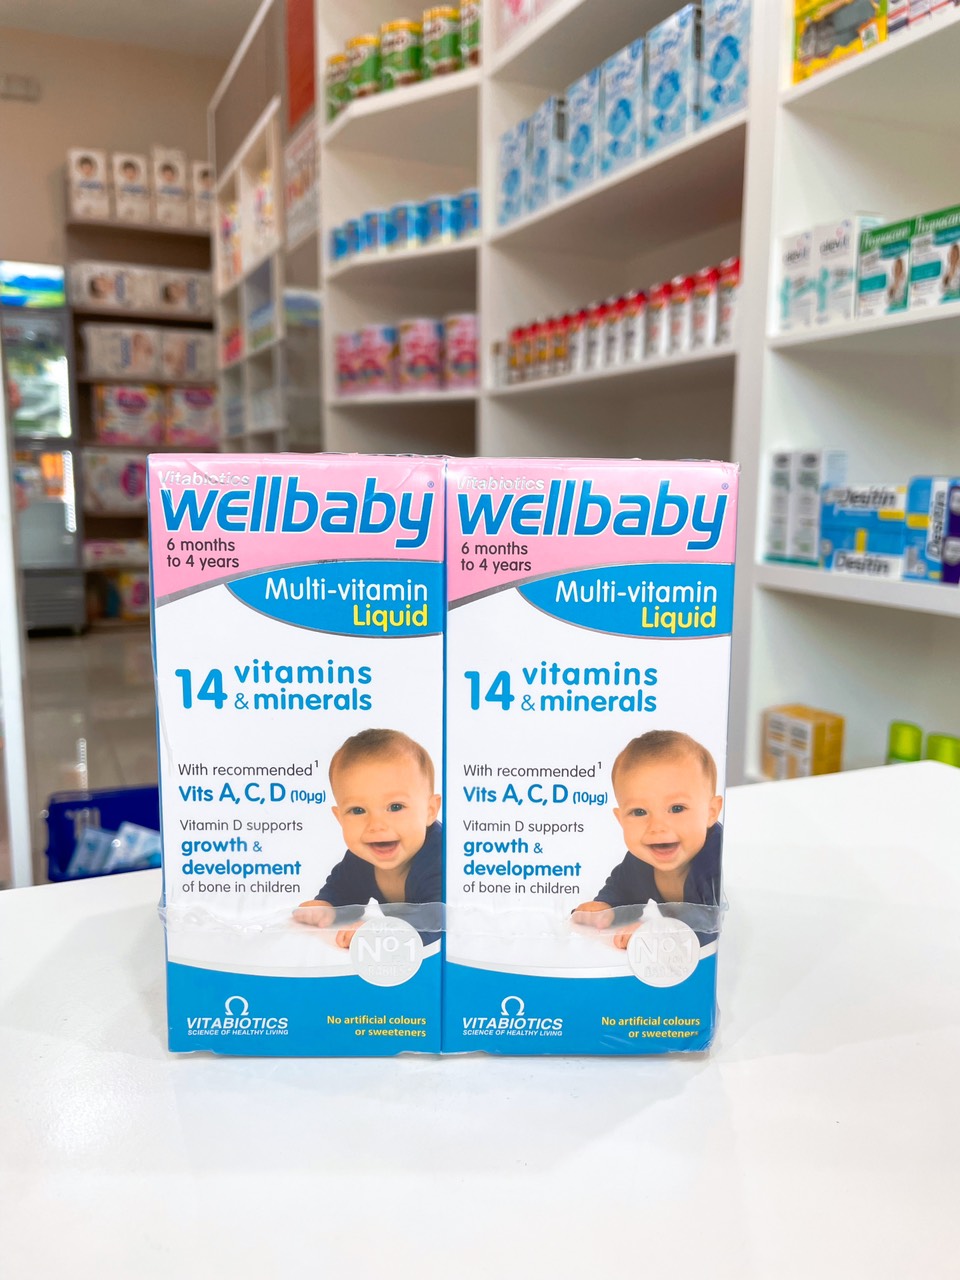 Vitabiotics
wellbaby®
6 months
to 4 years
Multi-vitamin
Liquid
14 vitamins
& minerals
With recommended¹
Vits A, C, D (10µg)
Vitamin D supports
growth &
development
of bone in children
Nº1
VITABIOTICS
SCIENCE OF HEALTHY LIVING
No artificial colours
or sweeteners
Vitabiotics
wellbaby®
6 months
to 4 years
Multi-vitamin
Liquid
14 vitamins
& minerals
With recommended¹
Vits A, C, D (10µg)
Vitamin D supports
growth &
development
of bone in children
Nº1
VITABIOTICS
SCIENCE OF HEALTHY LIVING
No artificial colours
or sweeteners
Desitin
Desitin
Desitin